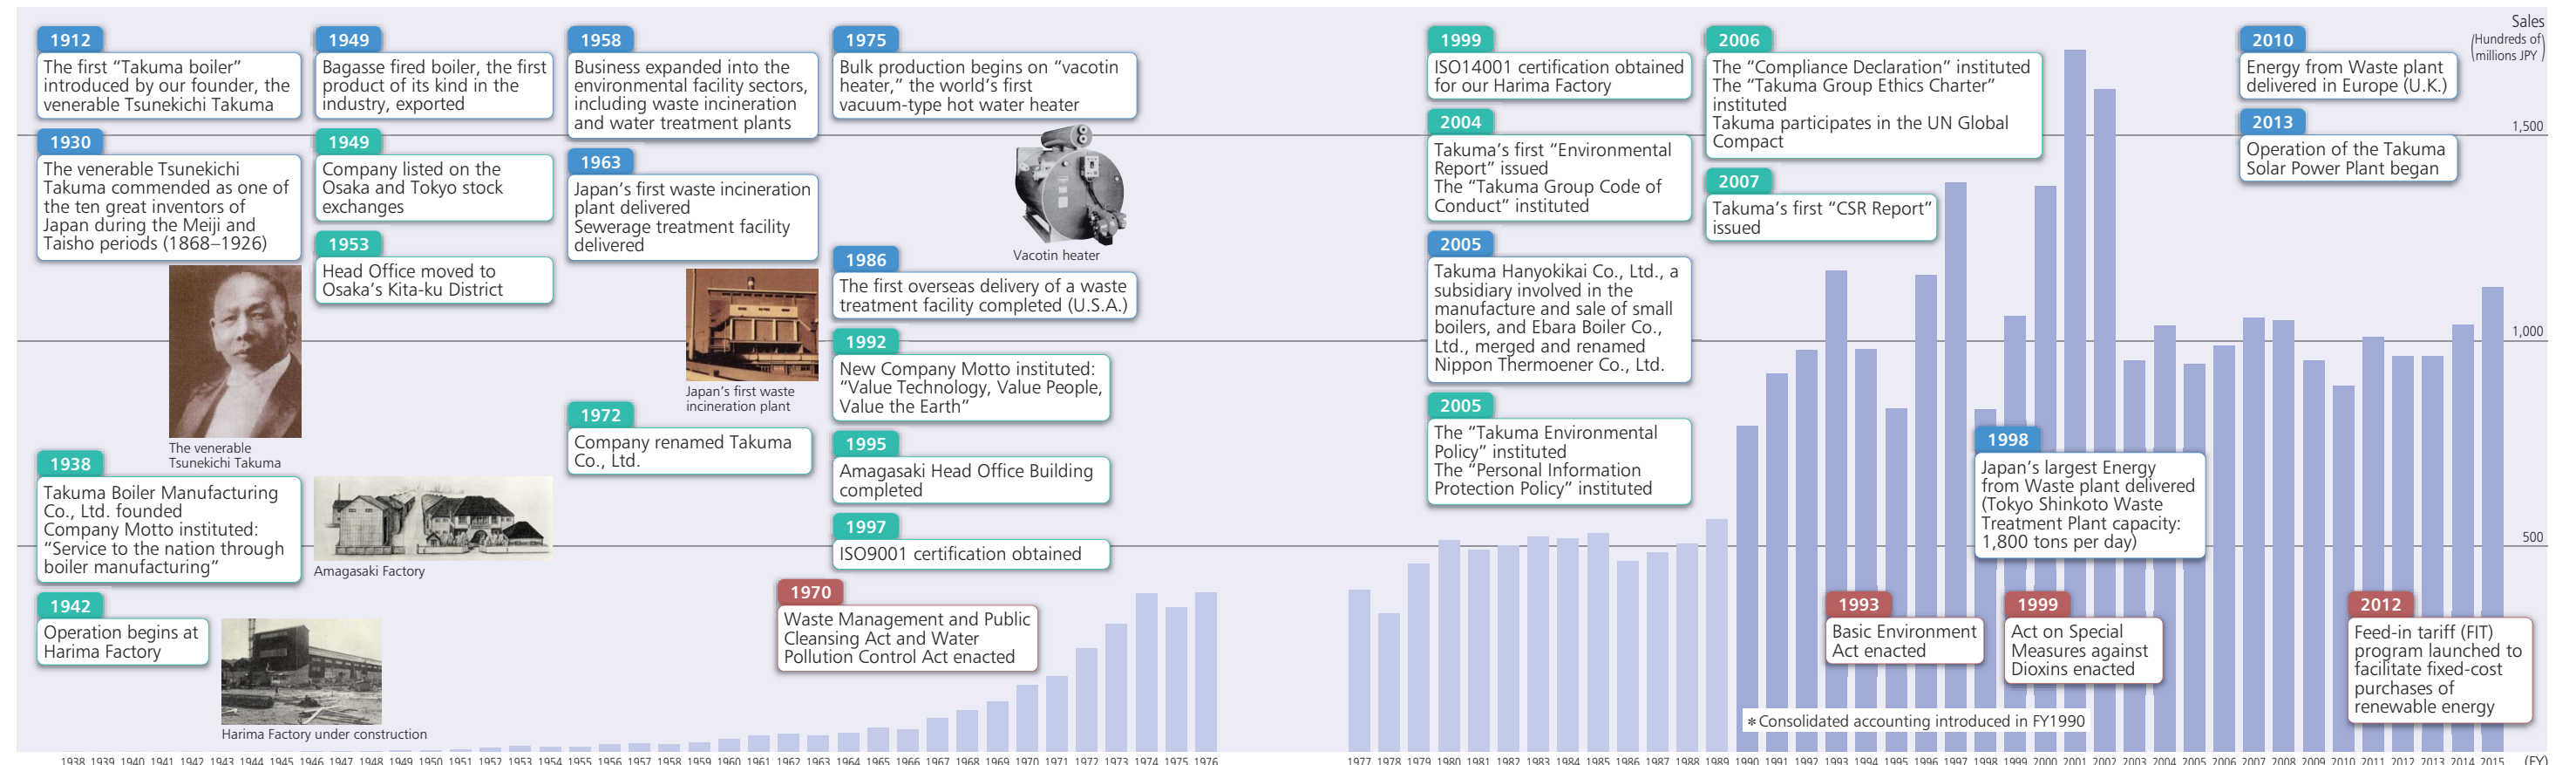 1912
The first “Takuma boiler”
introduced by our founder, the
venerable Tsunekichi Takuma
1930
The venerable Tsunekichi
Takuma commended as one of
the ten great inventors of
Japan during the Meiji and
Taisho periods (1868–1926)
The venerable
Tsunekichi Takuma
1938
Takuma Boiler Manufacturing
Co., Ltd. founded
Company Motto instituted:
“Service to the nation through
boiler manufacturing”
1942
Operation begins at
Harima Factory
Harima Factory under construction
1949
Bagasse fired boiler, the first
product of its kind in the
industry, exported
1949
Company listed on the
Osaka and Tokyo stock
exchanges
1953
Head Office moved to
Osaka’s Kita-ku District
Amagasaki Factory
1958
Business expanded into the
environmental facility sectors,
including waste incineration
and water treatment plants
1963
Japan’s first waste incineration
plant delivered
Sewerage treatment facility
delivered
Japan’s first waste
incineration plant
1972
Company renamed Takuma
Co., Ltd.
1975
Bulk production begins on “vacotin
heater,” the world’s first
vacuum-type hot water heater
Vacotin heater
1986
The first overseas delivery of a waste
treatment facility completed (U.S.A.)
1992
New Company Motto instituted:
“Value Technology, Value People,
Value the Earth”
1995
Amagasaki Head Office Building
completed
1997
ISO9001 certification obtained
1970
Waste Management and Public
Cleansing Act and Water
Pollution Control Act enacted
1999
ISO14001 certification obtained
for our Harima Factory
2004
Takuma’s first “Environmental
Report” issued
The “Takuma Group Code of
Conduct” instituted
2005
Takuma Hanyokikai Co., Ltd., a
subsidiary involved in the
manufacture and sale of small
boilers, and Ebara Boiler Co.,
Ltd., merged and renamed
Nippon Thermoener Co., Ltd.
2005
The “Takuma Environmental
Policy” instituted
The “Personal Information
Protection Policy” instituted
2006
The “Compliance Declaration” instituted
The “Takuma Group Ethics Charter”
instituted
Takuma participates in the UN Global
Compact
2007
Takuma’s first “CSR Report”
issued
1998
Japan’s largest Energy
from Waste plant delivered
(Tokyo Shinkoto Waste
Treatment Plant capacity:
1,800 tons per day)
1993
Basic Environment
Act enacted
1999
Act on Special
Measures against
Dioxins enacted
2010
Energy from Waste plant
delivered in Europe (U.K.)
2013
Operation of the Takuma
Solar Power Plant began
2012
Feed-in tariff (FIT)
program launched to
facilitate fixed-cost
purchases of
renewable energy
Sales
(Hundreds of
millions JPY)
1,500
1,000
500
*Consolidated accounting introduced in FY1990
1938 1939 1940 1941 1942 1943 1944 1945 1946 1947 1948 1949 1950 1951 1952 1953 1954 1955 1956 1957 1958 1959 1960 1961 1962 1963 1964 1965 1966 1967 1968 1969 1970 1971 1972 1973 1974 1975 1976 1977 1978 1979 1980 1981 1982 1983 1984 1985 1986 1987 1988 1989 1990 1991 1992 1993 1994 1995 1996 1997 1998 1999 2000 2001 2002 2003 2004 2005 2006 2007 2008 2009 2010 2011 2012 2013 2014 2015 (FY)